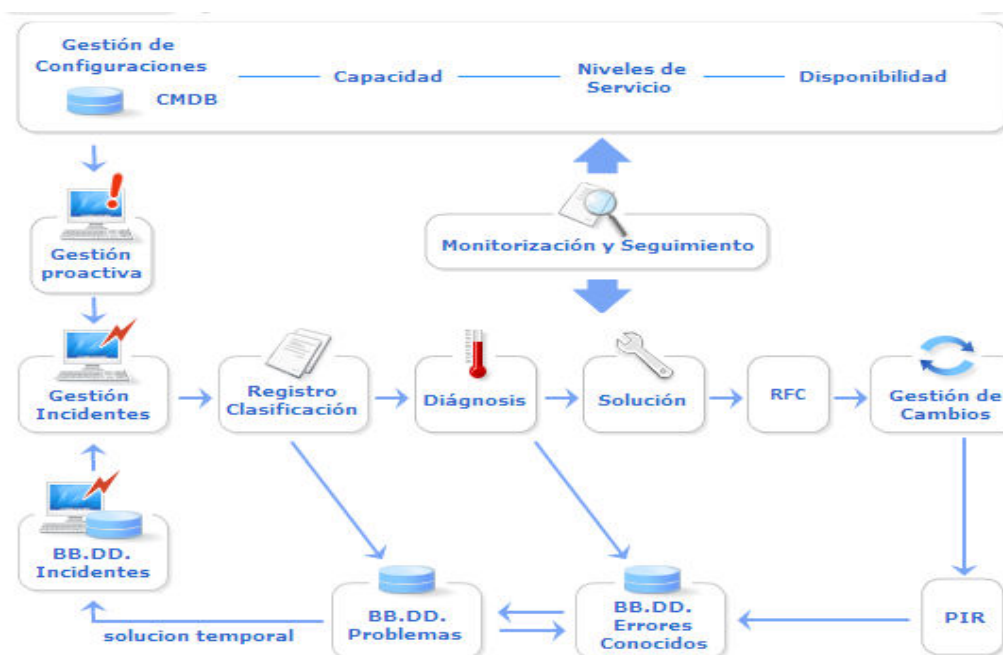 Gestión de
Configuraciones
CMDB
Capacidad
Niveles de
Servicio
Disponibilidad
Gestión
proactiva
Monitorización y Seguimiento
Gestión
Incidentes
Registro
Clasificación
Diágnosis
Solución
RFC
Gestión de
Cambios
BB.DD.
Incidentes
solucion temporal
BB.DD.
Problemas
BB.DD.
Errores
Conocidos
PIR